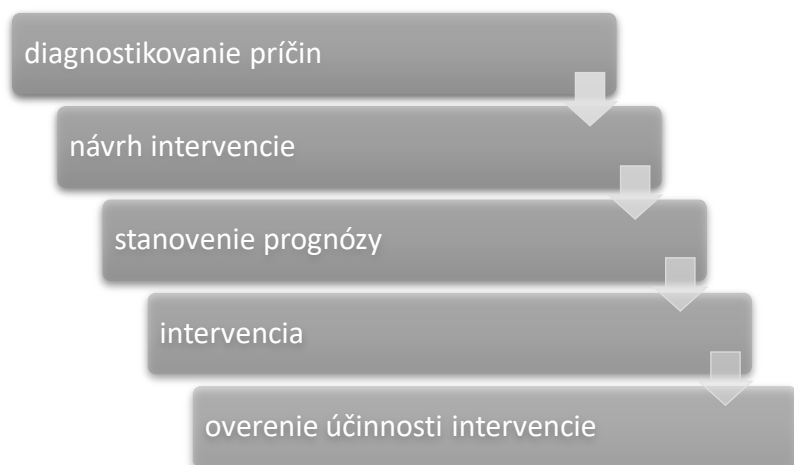 diagnostikovanie príčin
návrh intervencie
stanovenie prognózy
intervencia
overenie účinnosti intervencie